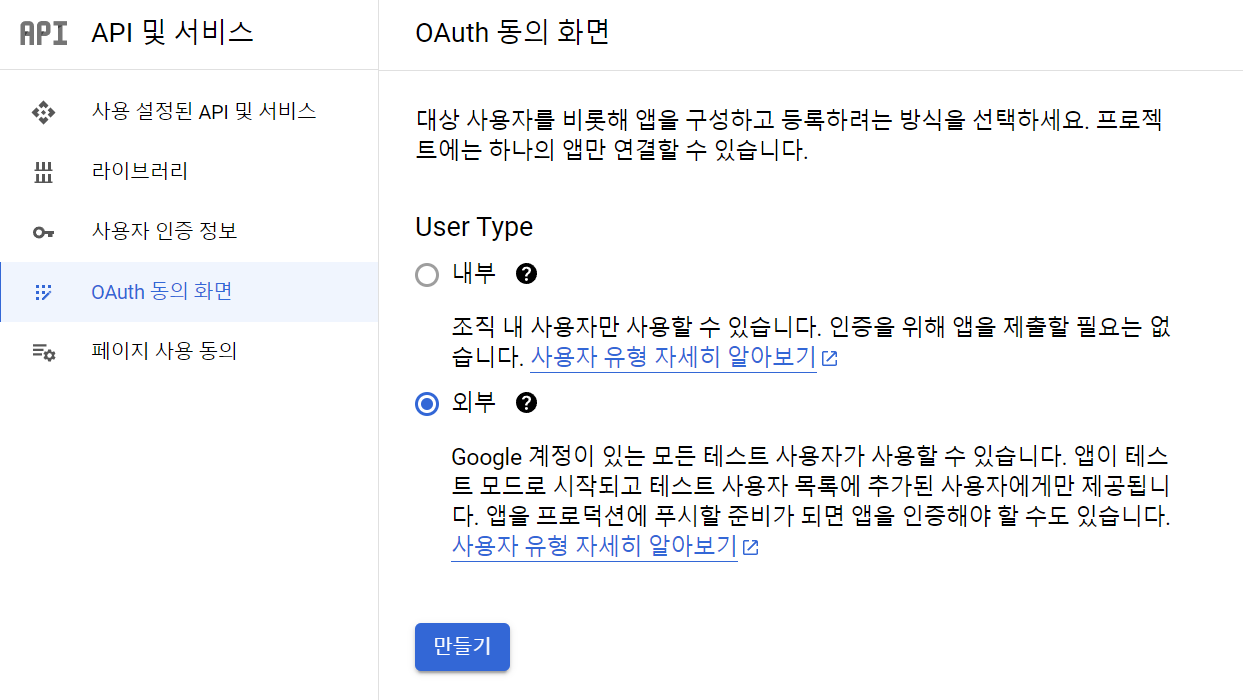 API API 및 서비스
사용 설정된 API 및 서비스
라이브러리
사용자 인증 정보
OAuth 동의 화면
페이지 사용 동의
OAuth 동의 화면
대상 사용자를 비롯해 앱을 구성하고 등록하려는 방식을 선택하세요. 프로젝
트에는 하나의 앱만 연결할 수 있습니다.
User Type
내부
조직 내 사용자만 사용할 수 있습니다. 인증을 위해 앱을 제출할 필요는 없
습니다. 사용자 유형 자세히 알아보기
외부
Google 계정이 있는 모든 테스트 사용자가 사용할 수 있습니다. 앱이 테스
트 모드로 시작되고 테스트 사용자 목록에 추가된 사용자에게만 제공됩니
다. 앱을 프로덕션에 푸시할 준비가 되면 앱을 인증해야 할 수도 있습니다.
사용자 유형 자세히 알아보기
만들기